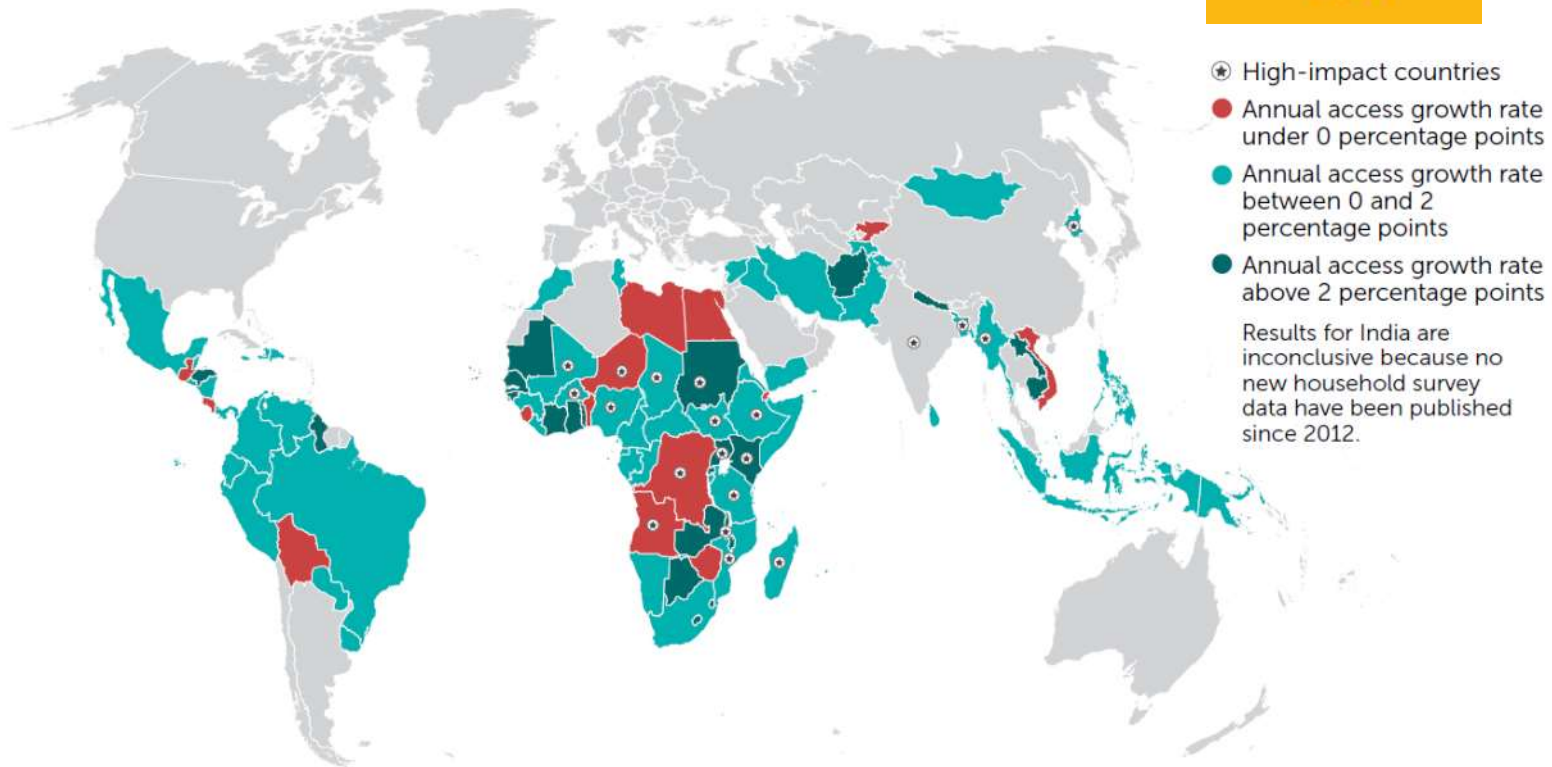 High-impact countries
Annual access growth rate
under 0 percentage points
Annual access growth rate
between 0 and 2
percentage points
Annual access growth rate
above 2 percentage points
Results for India are
inconclusive because no
new household survey
data have been published
since 2012.